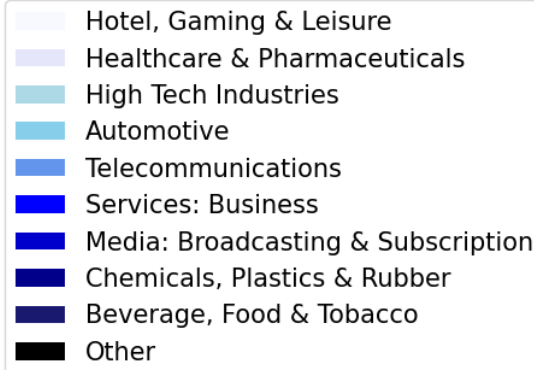 Hotel, Gaming & Leisure
Healthcare & Pharmaceuticals
High Tech Industries
Automotive
Telecommunications
Services: Business
Media: Broadcasting & Subscription
Chemicals, Plastics & Rubber
Beverage, Food & Tobacco
Other